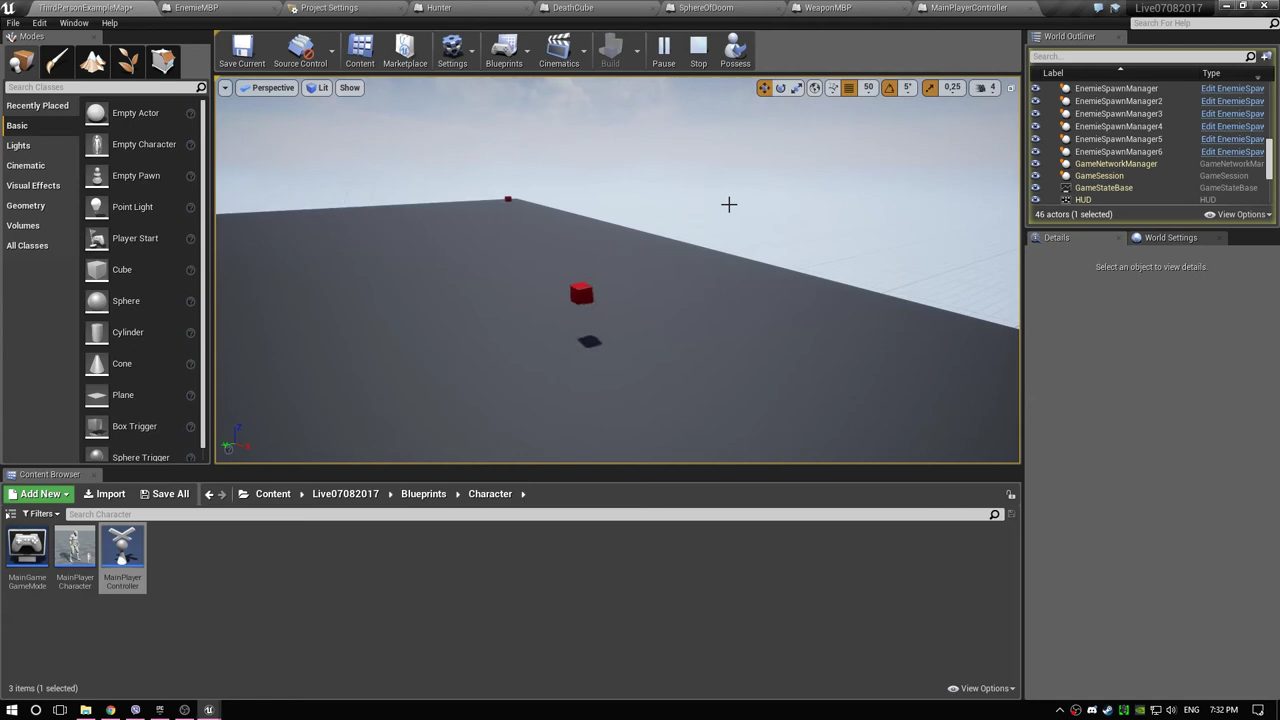 ThirdPersonExampleMap*
EnemieMBP
Project Settings
Hunter
DeathCube
SphereOfDoom
WeaponMBP
MainPlayerController
Live07082017
File Edit Window Help
Search For Help
Modes
Search Classes
Recently Placed
Basic
Lights
Cinematic
Visual Effects
Geometry
Volumes
All Classes
Empty Actor
Empty Character
Empty Pawn
Point Light
Player Start
Cube
Sphere
Cylinder
Cone
Plane
Box Trigger
Sphere Trigger
Save Current
Source Control
Content
Marketplace
Settings
Blueprints
Cinematics
Build
Pause
Stop
Possess
Perspective
Lit
Show
50
5°
0,25
4
World Outliner
Search...
Label Type
EnemieSpawnManager Edit EnemieSpav
EnemieSpawnManager2 Edit EnemieSpav
EnemieSpawnManager3 Edit EnemieSpav
EnemieSpawnManager4 Edit EnemieSpav
EnemieSpawnManager5 Edit EnemieSpav
EnemieSpawnManager6 Edit EnemieSpav
GameNetworkManager GameNetworkMar
GameSession GameSession
GameStateBase GameStateBase
HUD HUD
46 actors (1 selected)
View Options
Details
World Settings
Select an object to view details.
Content Browser
Add New
Import
Save All
Content
Live07082017
Blueprints
Character
Filters
Search Character
MainGame
GameMode
MainPlayer
Character
MainPlayer
Controller
3 items (1 selected)
View Options
ENG
7:32 PM